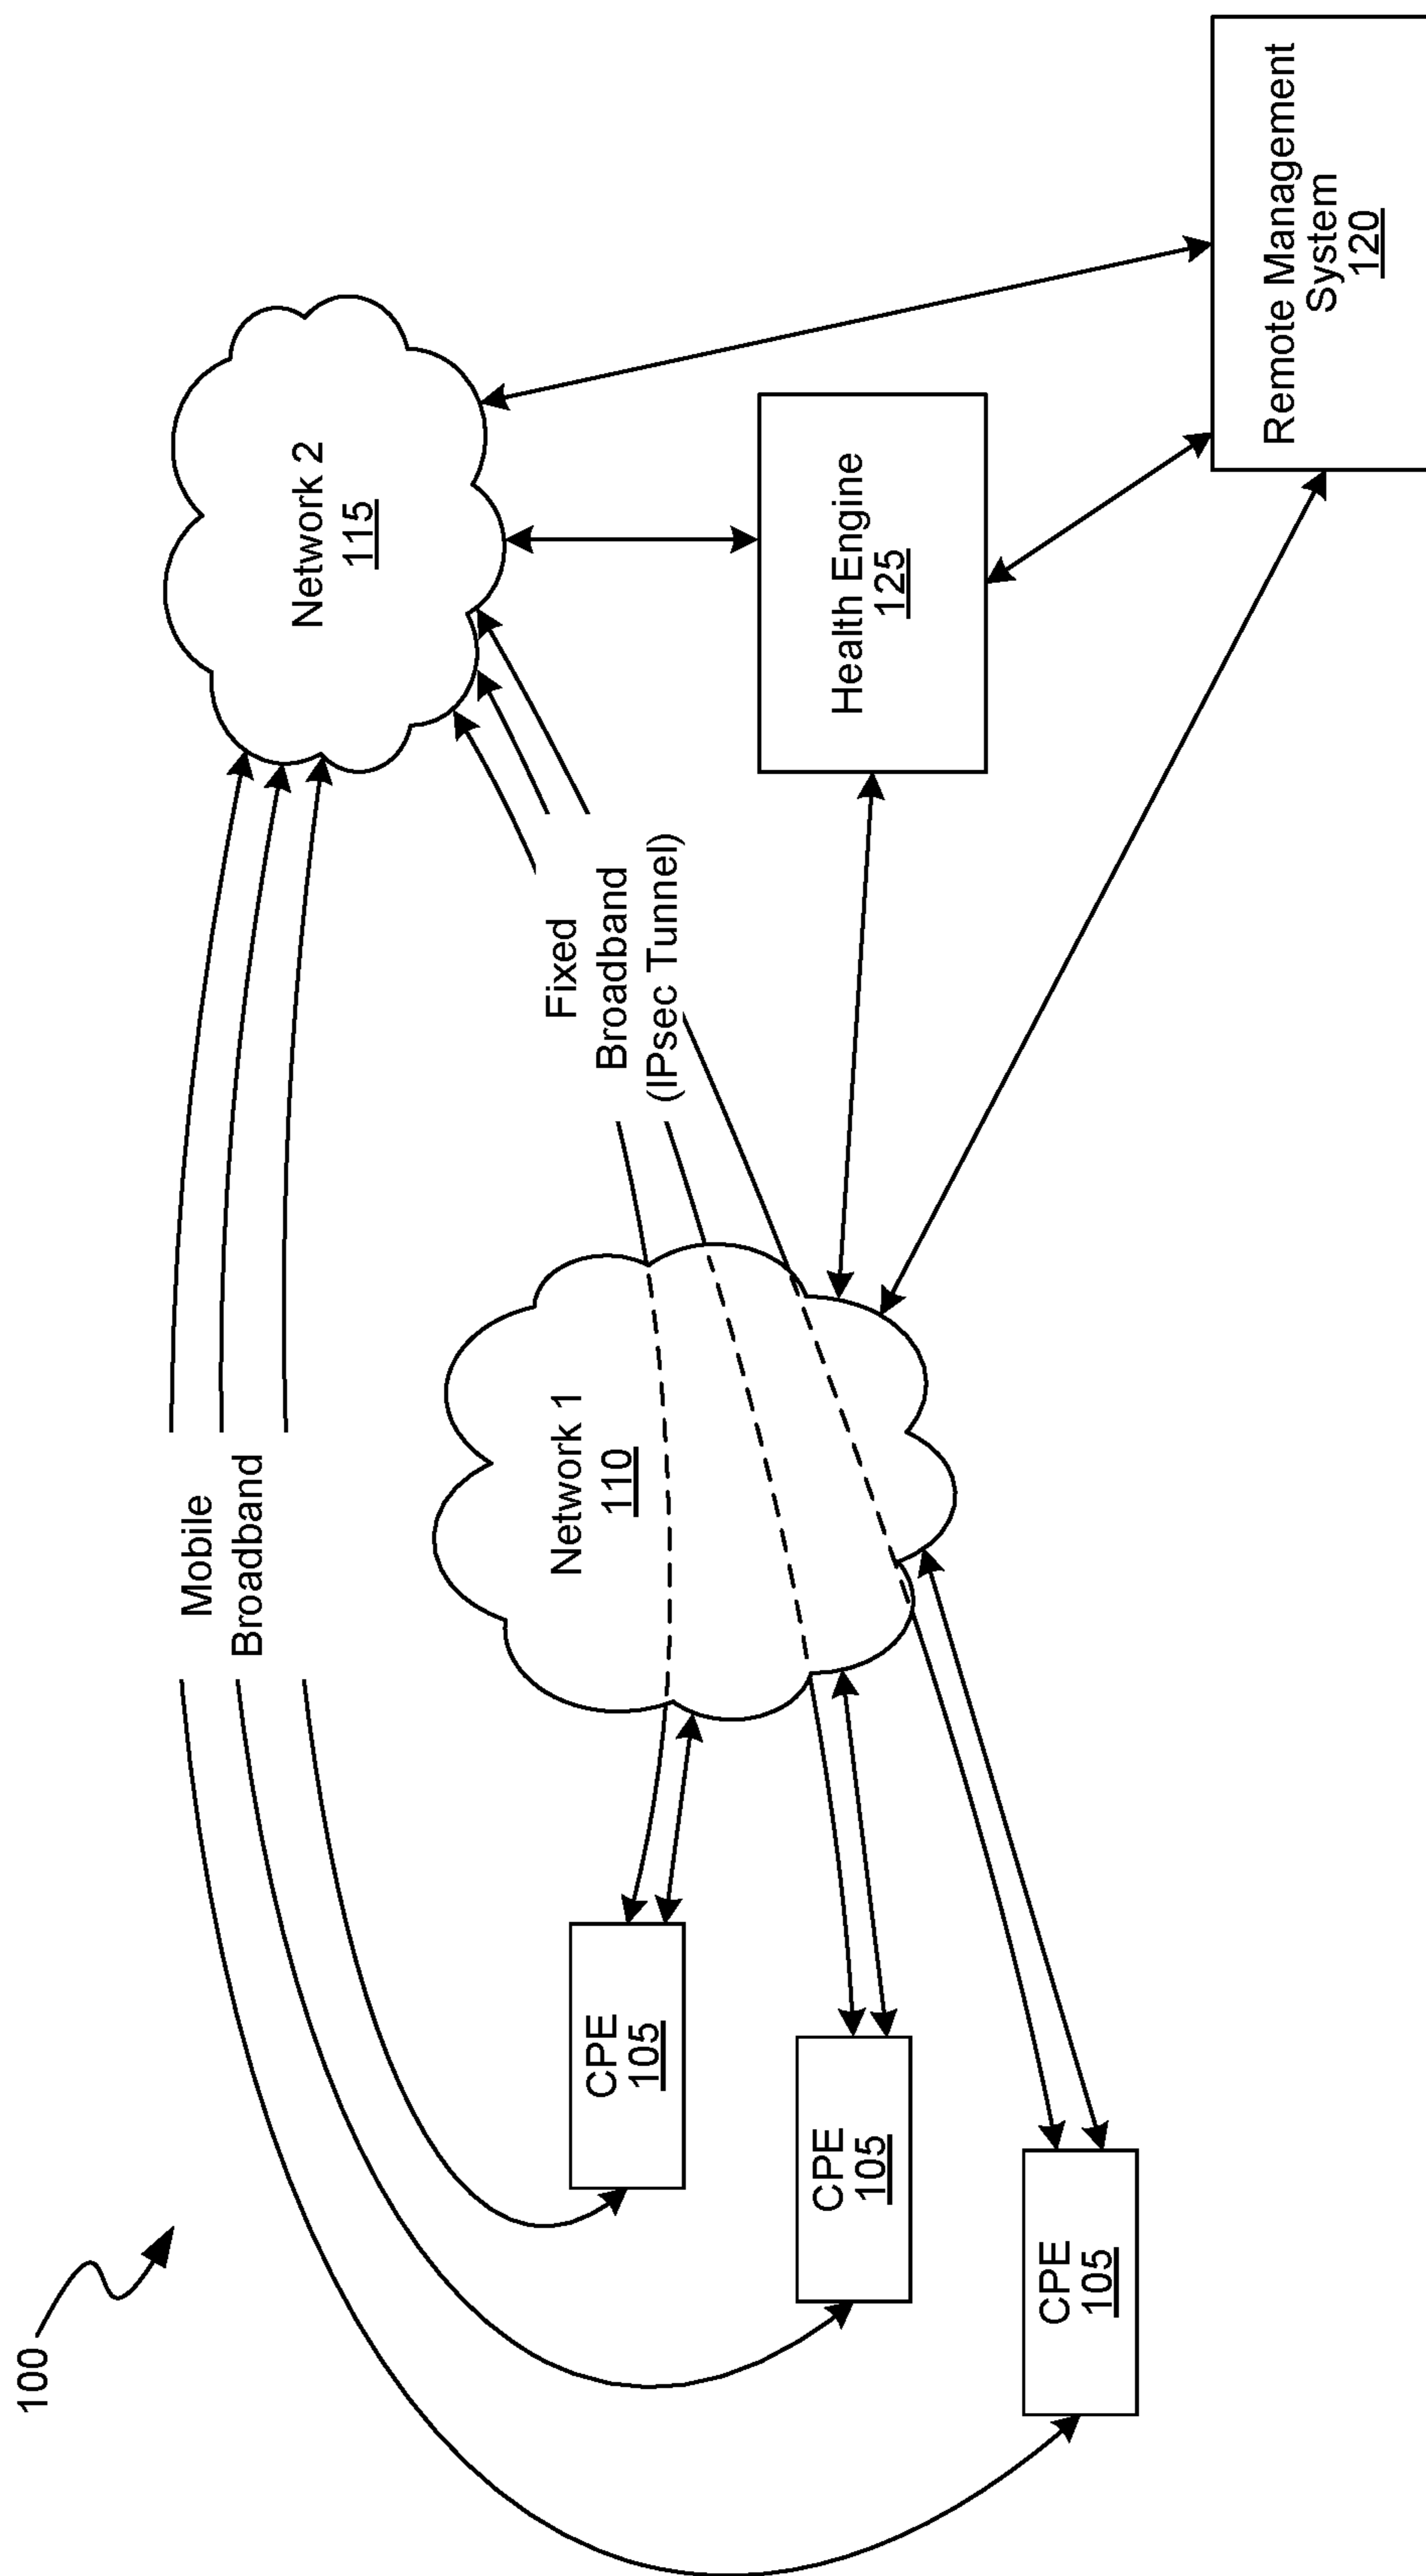 100
Mobile
Broadband
Network 2
115
Fixed
Broadband
(IPsec Tunnel)
Network 1
110
Health Engine
125
CPE
105
CPE
105
CPE
105
Remote Management
System
120